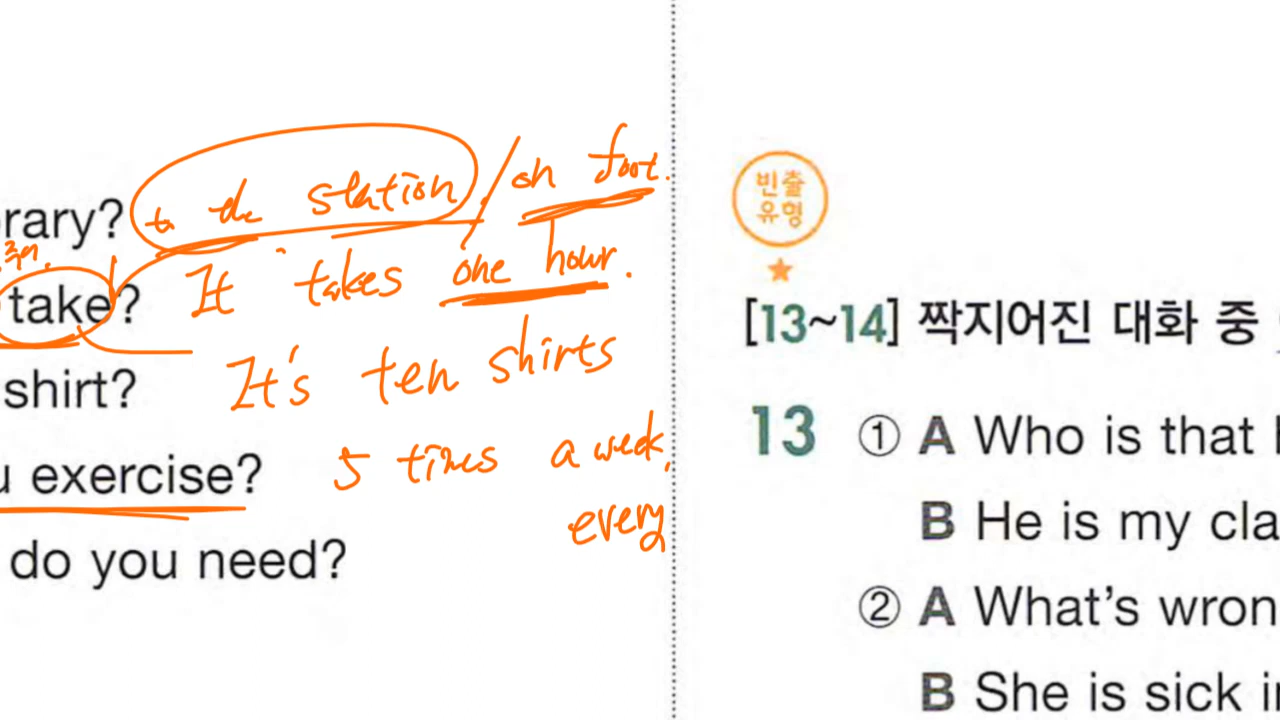 to the station / on foot.
rary?
주어.
It takes one hour.
take?
It's ten shirts
shirt?
5 times a week,
u exercise?
every
do you need?
빈출
유형
[13~14] 짝지어진 대화 중
13 ① A Who is that
B He is my cla
② A What's wron
B She is sick i